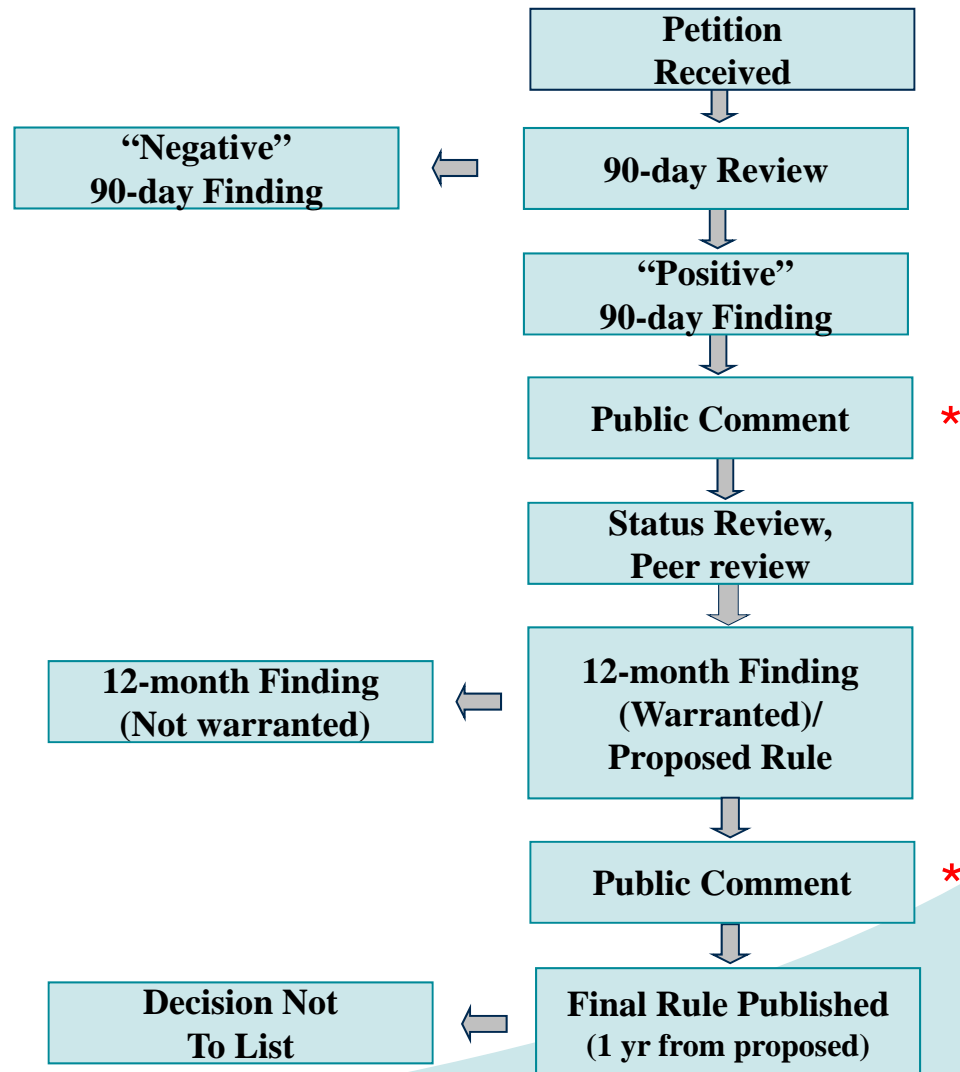 Petition
Received
“Negative”
90-day Finding
90-day Review
“Positive”
90-day Finding
Public Comment *
Status Review,
Peer review
12-month Finding
(Not warranted)
12-month Finding
(Warranted)/
Proposed Rule
Public Comment *
Decision Not
To List
Final Rule Published
(1 yr from proposed)